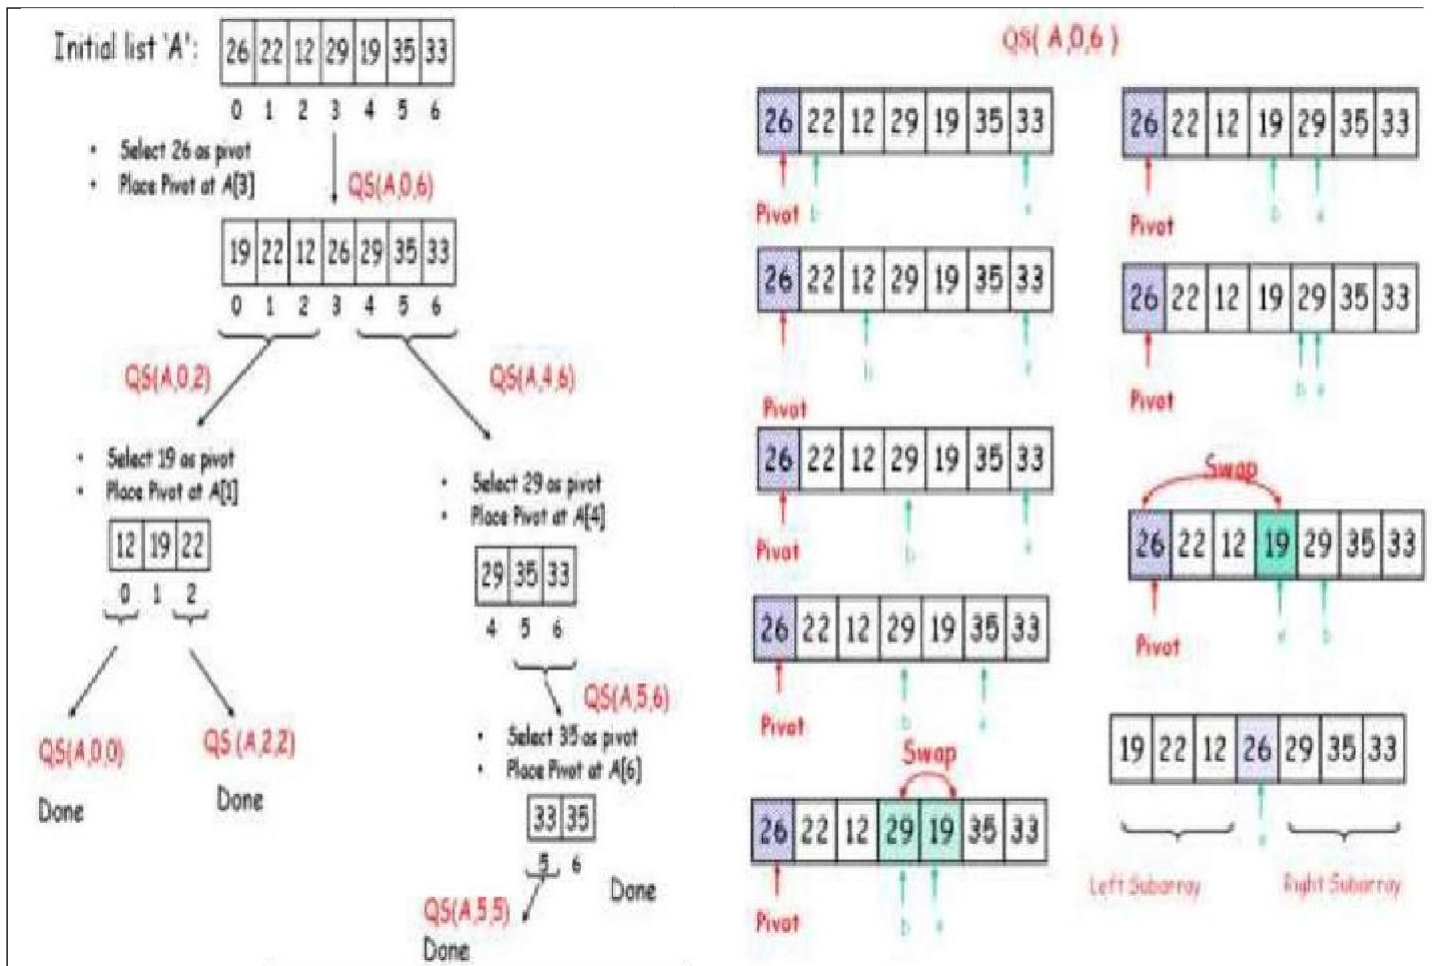 Initial list 'A':
26 22 12 29 19 35 33
0 1 2 3 4 5 6
• Select 26 as pivot
• Place Pivot at A[3]
QS(A,0,6)
19 22 12 26 29 35 33
0 1 2 3 4 5 6
QS(A,0,2)
QS(A,4,6)
• Select 19 as pivot
• Place Pivot at A[1]
12 19 22
0 1 2
QS(A,0,0)
Done
QS (A,2,2)
Done
• Select 29 as pivot
• Place Pivot at A[4]
29 35 33
4 5 6
QS(A,5,6)
• Select 35 as pivot
• Place Pivot at A[6]
33 35
5 6
Done
QS(A,5,5)
Done
QS( A,0,6 )
26 22 12 29 19 35 33
Pivot b
26 22 12 29 19 35 33
b
Pivot
26 22 12 29 19 35 33
Pivot b
26 22 12 29 19 35 33
Pivot b
Swap
26 22 12 29 19 35 33
Pivot b
26 22 12 19 29 35 33
Pivot b
26 22 12 19 29 35 33
Pivot b
Swap
26 22 12 19 29 35 33
Pivot b
19 22 12 26 29 35 33
Left Subarray Right Subarray